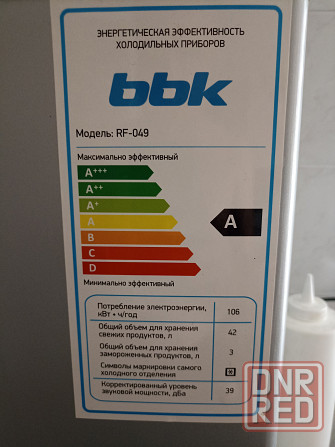 ЭНЕРГЕТИЧЕСКАЯ ЭФФЕКТИВНОСТЬ
ХОЛОДИЛЬНЫХ ПРИБОРОВ
bbk
Модель: RF-049
Максимально эффективный
A+++
A++
A+
A
A
B
C
D
Минимально эффективный
Потребление электроэнергии, кВт • ч/год 106
Общий объем для хранения свежих продуктов, л 42
Общий объем для хранения замороженных продуктов, л 3
Символы маркировки самого холодного отделения
Корректированный уровень звуковой мощности, дба 39
DNR
RED